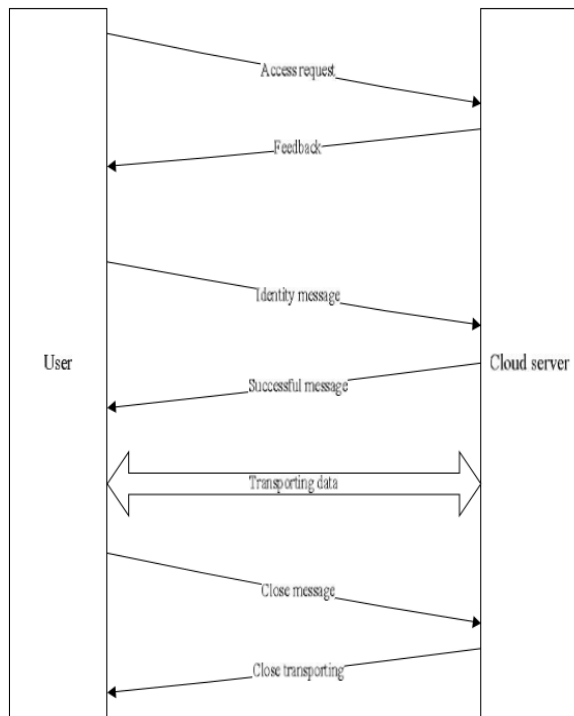 Access request
Feedback
Identity message
User
Cloud server
Successful message
Transporting data
Close message
Close transporting